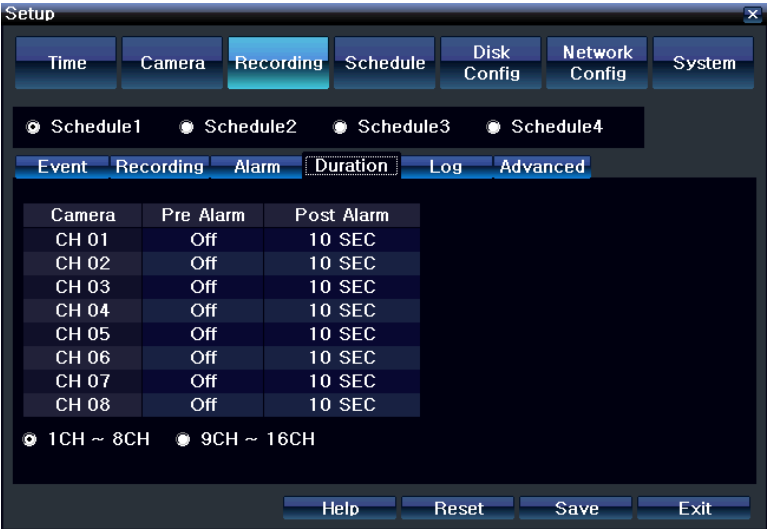 Setup
Time Camera Recording Schedule Disk Config Network Config System
Schedule1 Schedule2 Schedule3 Schedule4
Event Recording Alarm Duration Log Advanced
Camera Pre Alarm Post Alarm
CH 01 Off 10 SEC
CH 02 Off 10 SEC
CH 03 Off 10 SEC
CH 04 Off 10 SEC
CH 05 Off 10 SEC
CH 06 Off 10 SEC
CH 07 Off 10 SEC
CH 08 Off 10 SEC
1CH ~ 8CH 9CH ~ 16CH
Help Reset Save Exit